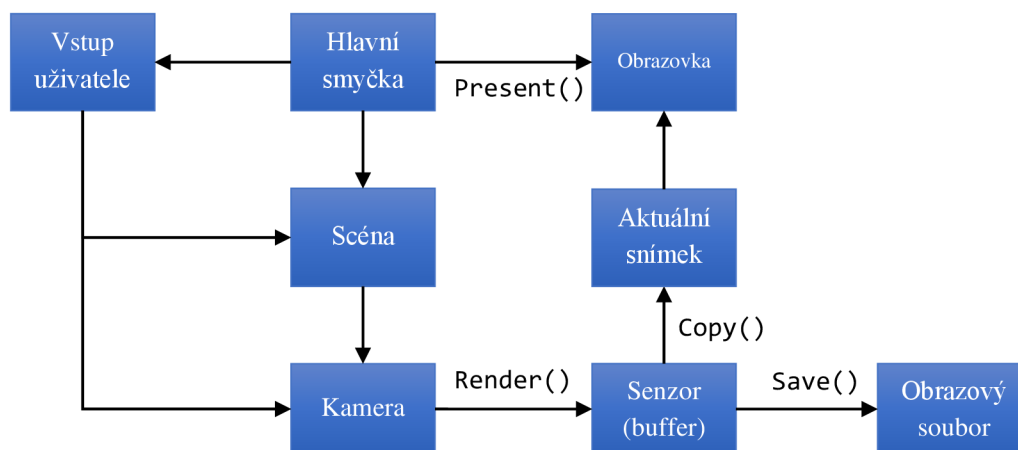 Vstup
uživatele
Hlavní
smyčka
Present()
Obrazovka
Scéna
Aktuální
snímek
Copy()
Kamera
Render()
Senzor
(buffer)
Save()
Obrazový
soubor